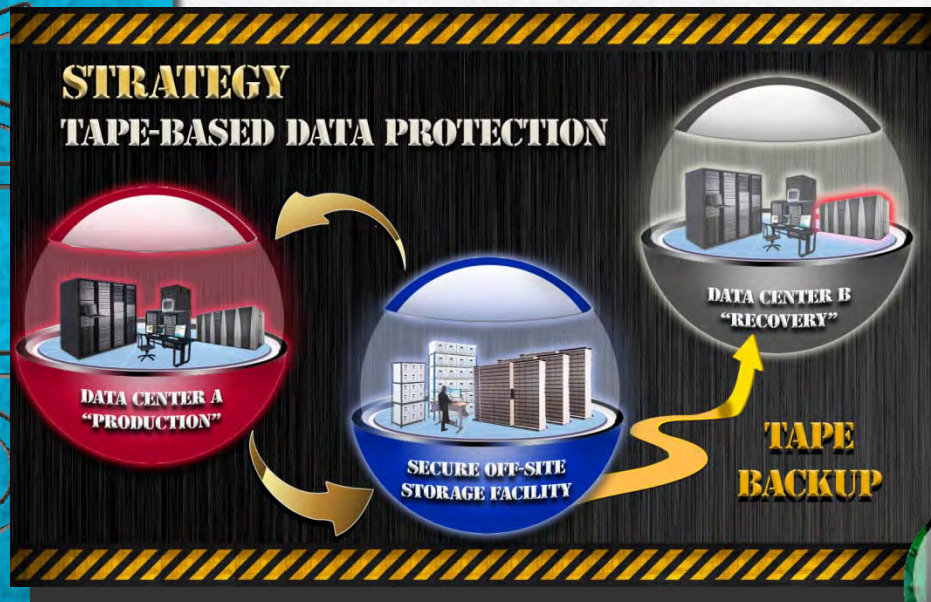 STRATEGY
TAPE-BASED DATA PROTECTION
DATA CENTER A
“PRODUCTION”
SECURE OFF-SITE
STORAGE FACILITY
DATA CENTER B
“RECOVERY”
TAPE
BACKUP